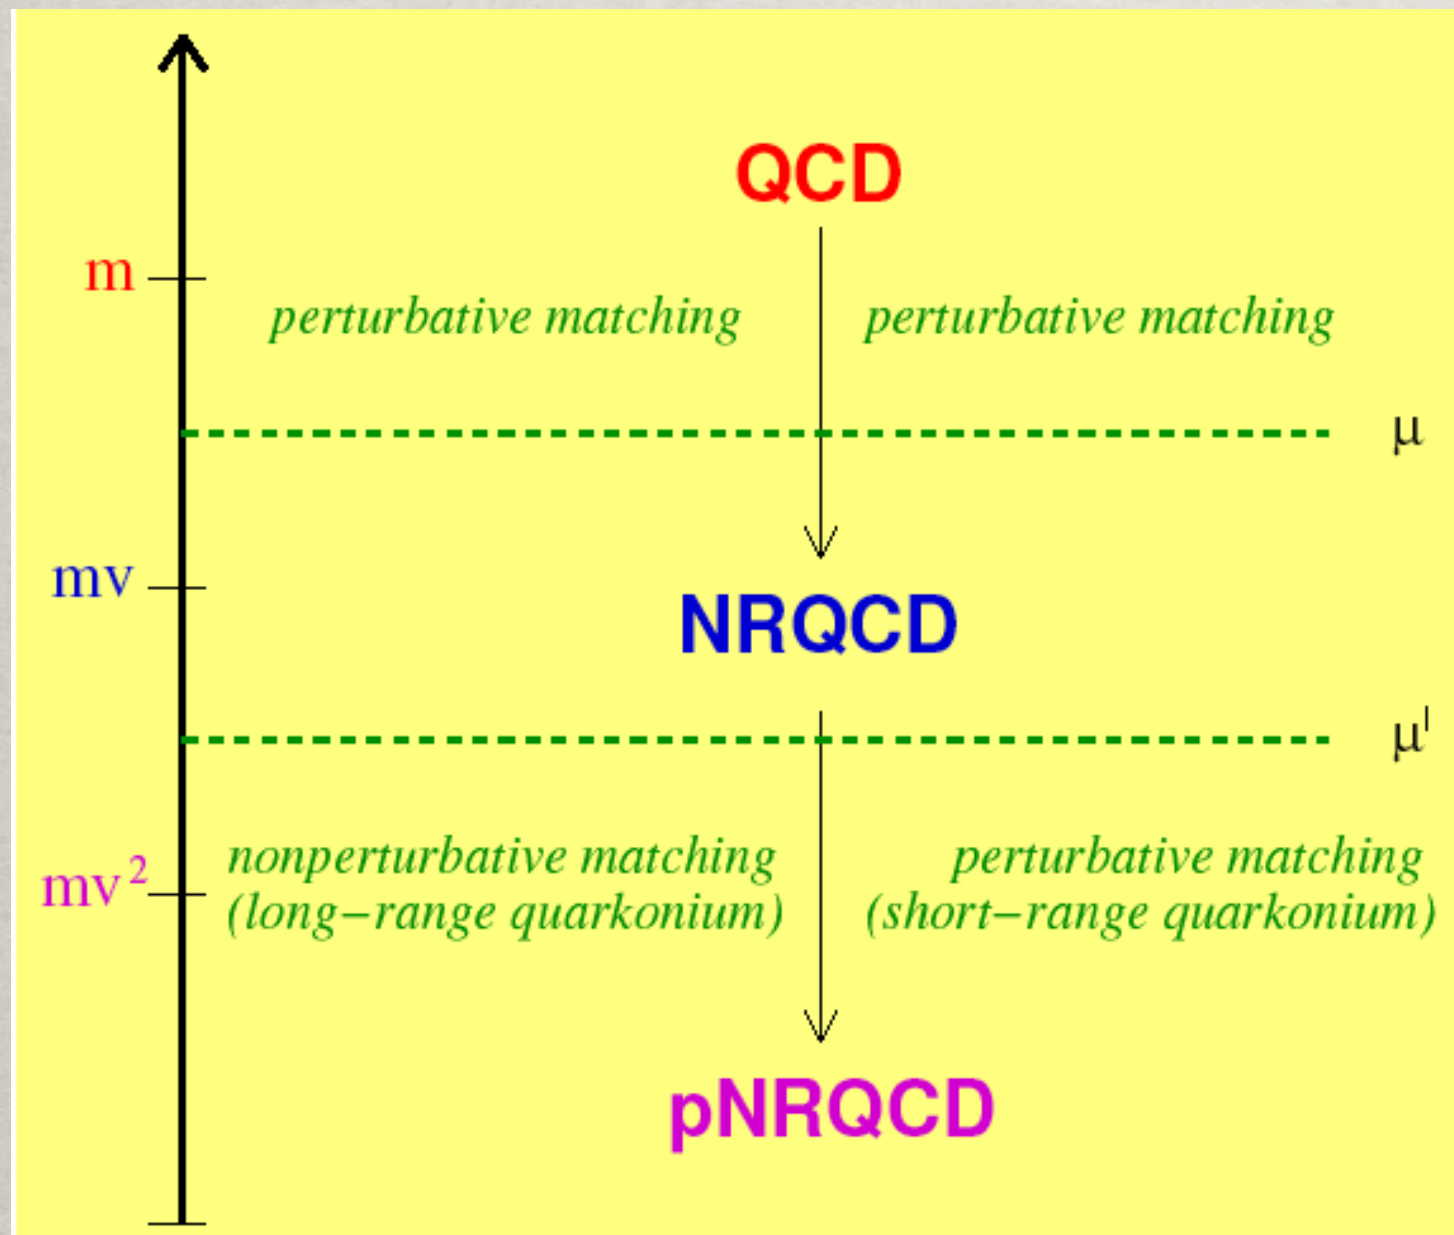 QCD
m
perturbative matching perturbative matching
μ
mv
NRQCD
μ'
nonperturbative matching perturbative matching
mv²
(long−range quarkonium) (short−range quarkonium)
pNRQCD